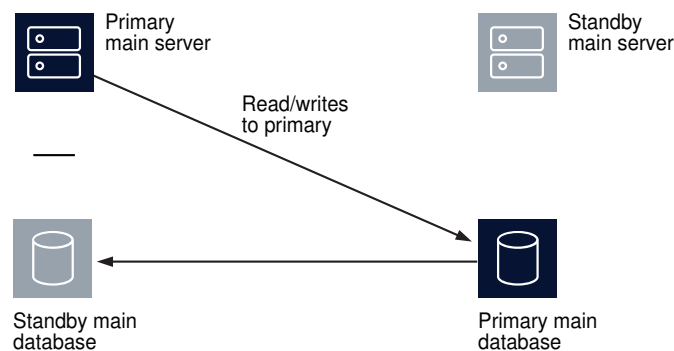 Primary
main server
Standby
main server
Read/writes
to primary
Standby main
database
Primary main
database